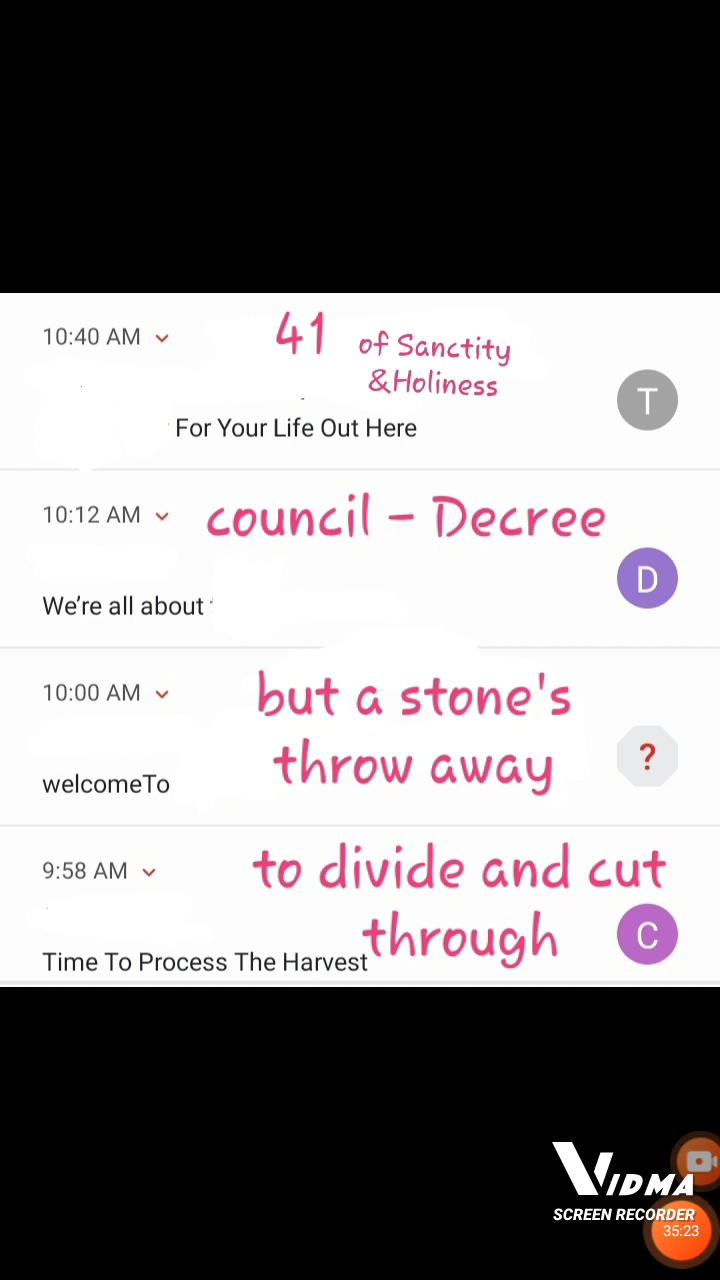 10:40 AM 41 of Sanctity
&Holiness
T
For Your Life Out Here
10:12 AM council - Decree
D
We're all about
10:00 AM but a stone's
throw away
?
welcomeTo
9:58 AM to divide and cut
through
C
Time To Process The Harvest
VIDMA
SCREEN RECORDER
35:23